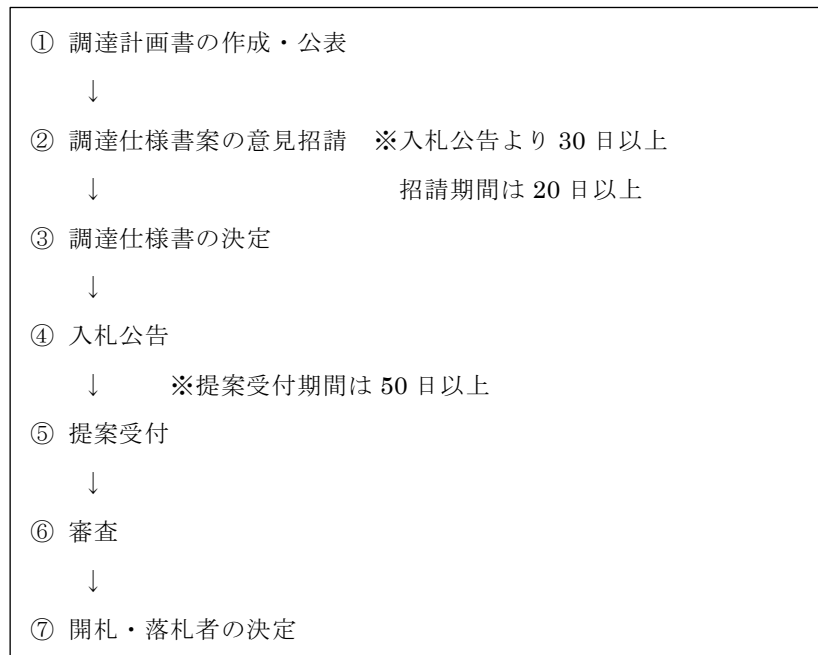 ① 調達計画書の作成・公表
↓
② 調達仕様書案の意見招請 ※入札公告より 30 日以上
↓ 招請期間は 20 日以上
③ 調達仕様書の決定
↓
④ 入札公告
↓ ※提案受付期間は 50 日以上
⑤ 提案受付
↓
⑥ 審査
↓
⑦ 開札・落札者の決定